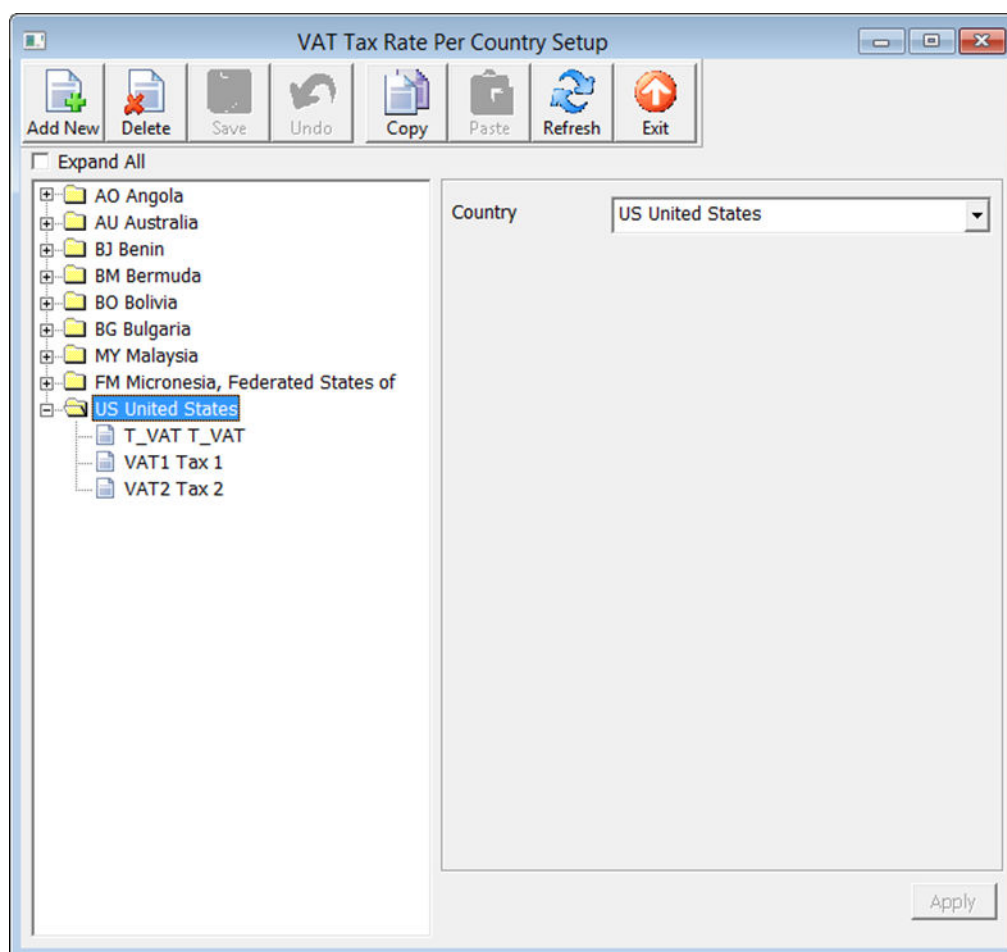 VAT Tax Rate Per Country Setup
Add New Delete Save Undo Copy Paste Refresh Exit
Expand All
AO Angola
AU Australia
BJ Benin
BM Bermuda
BO Bolivia
BG Bulgaria
MY Malaysia
FM Micronesia, Federated States of
US United States
T_VAT T_VAT
VAT1 Tax 1
VAT2 Tax 2
Country US United States
Apply